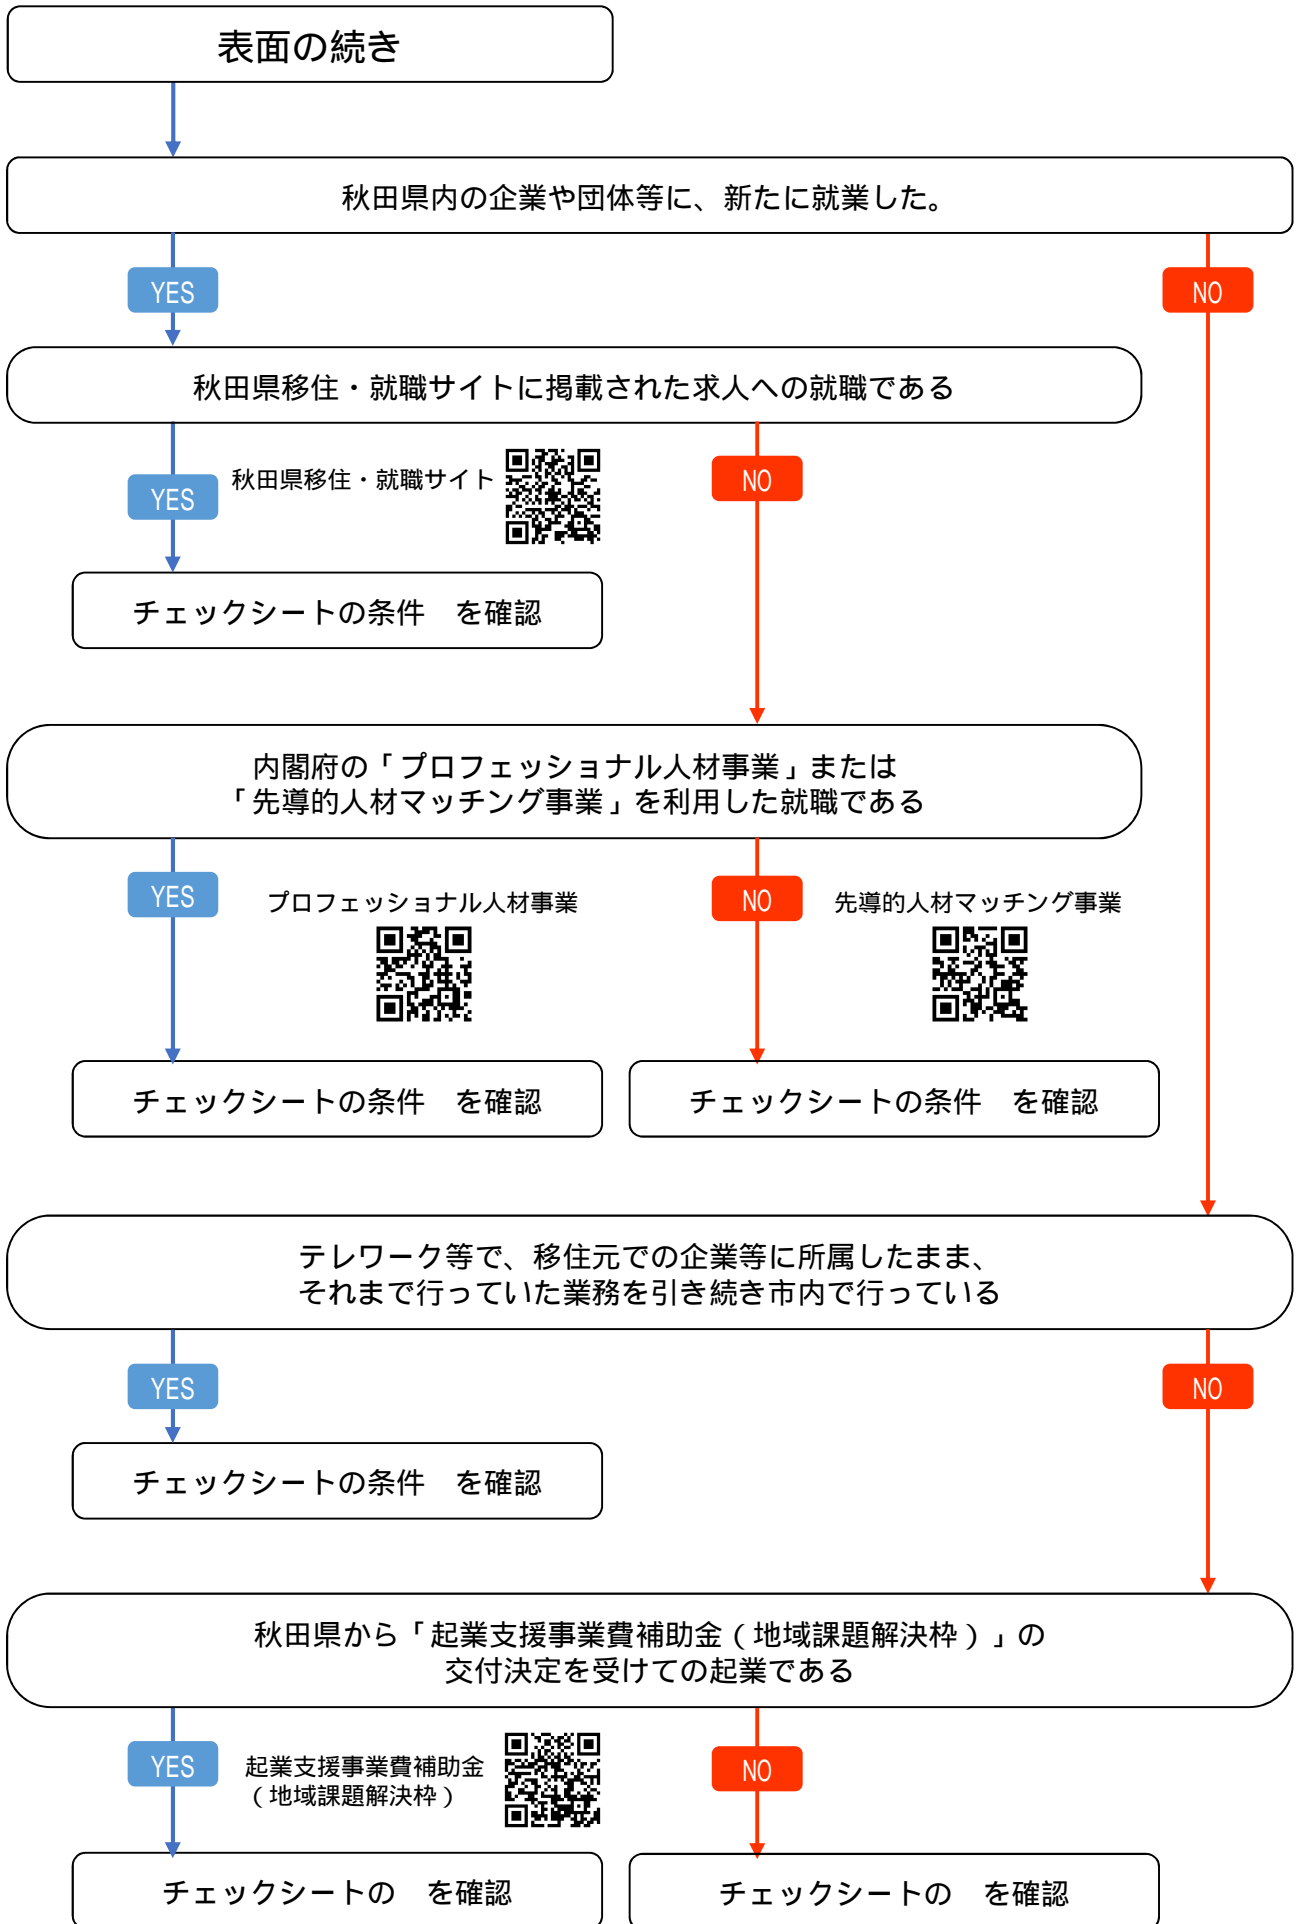 表面の続き
秋田県内の企業や団体等に、新たに就業した。
YES
NO
秋田県移住・就職サイトに掲載された求人への就職である
YES
秋田県移住・就職サイト
NO
チェックシートの条件　を確認
内閣府の「プロフェッショナル人材事業」または
「先導的人材マッチング事業」を利用した就職である
YES
プロフェッショナル人材事業
NO
先導的人材マッチング事業
チェックシートの条件　を確認
チェックシートの条件　を確認
テレワーク等で、移住元での企業等に所属したまま、
それまで行っていた業務を引き続き市内で行っている
YES
NO
チェックシートの条件　を確認
秋田県から「起業支援事業費補助金（地域課題解決枠）」の
交付決定を受けての起業である
YES
起業支援事業費補助金
（地域課題解決枠）
NO
チェックシートの　を確認
チェックシートの　を確認